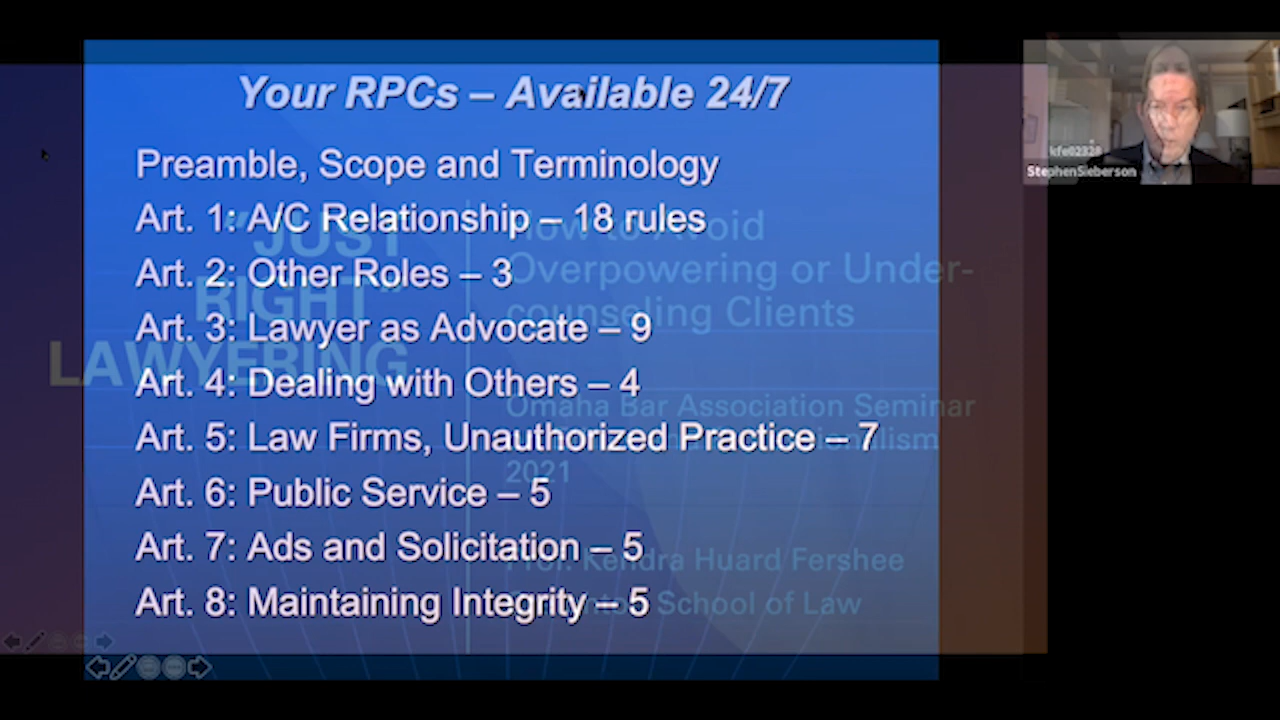 Your RPCs – Available 24/7
Preamble, Scope and Terminology
Art. 1: A/C Relationship – 18 rules
Art. 2: Other Roles – 3
Art. 3: Lawyer as Advocate – 9
Art. 4: Dealing with Others – 4
Art. 5: Law Firms, Unauthorized Practice – 7
Art. 6: Public Service – 5
Art. 7: Ads and Solicitation – 5
Art. 8: Maintaining Integrity – 5
"JUST
RIGHT"
LAWYERING
How to Avoid
Overpowering or Under-
counseling Clients
Omaha Bar Association Seminar
2021
Prof. Kendra Huard Fershee
School of Law
kfe02328
StephenSieberson